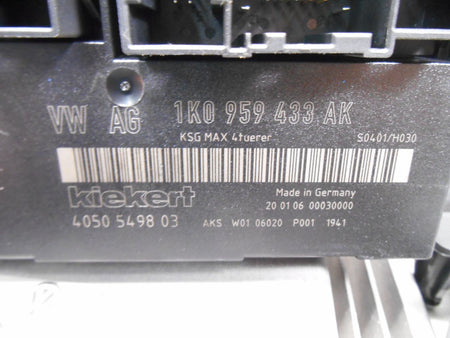 VW AG 1K0 959 433 AK
KSG MAX 4tuerer S0401/H030
kiekert Made in Germany
20 01 06 00030000
4050 5498 03 AKS W01 06020 P001 1941